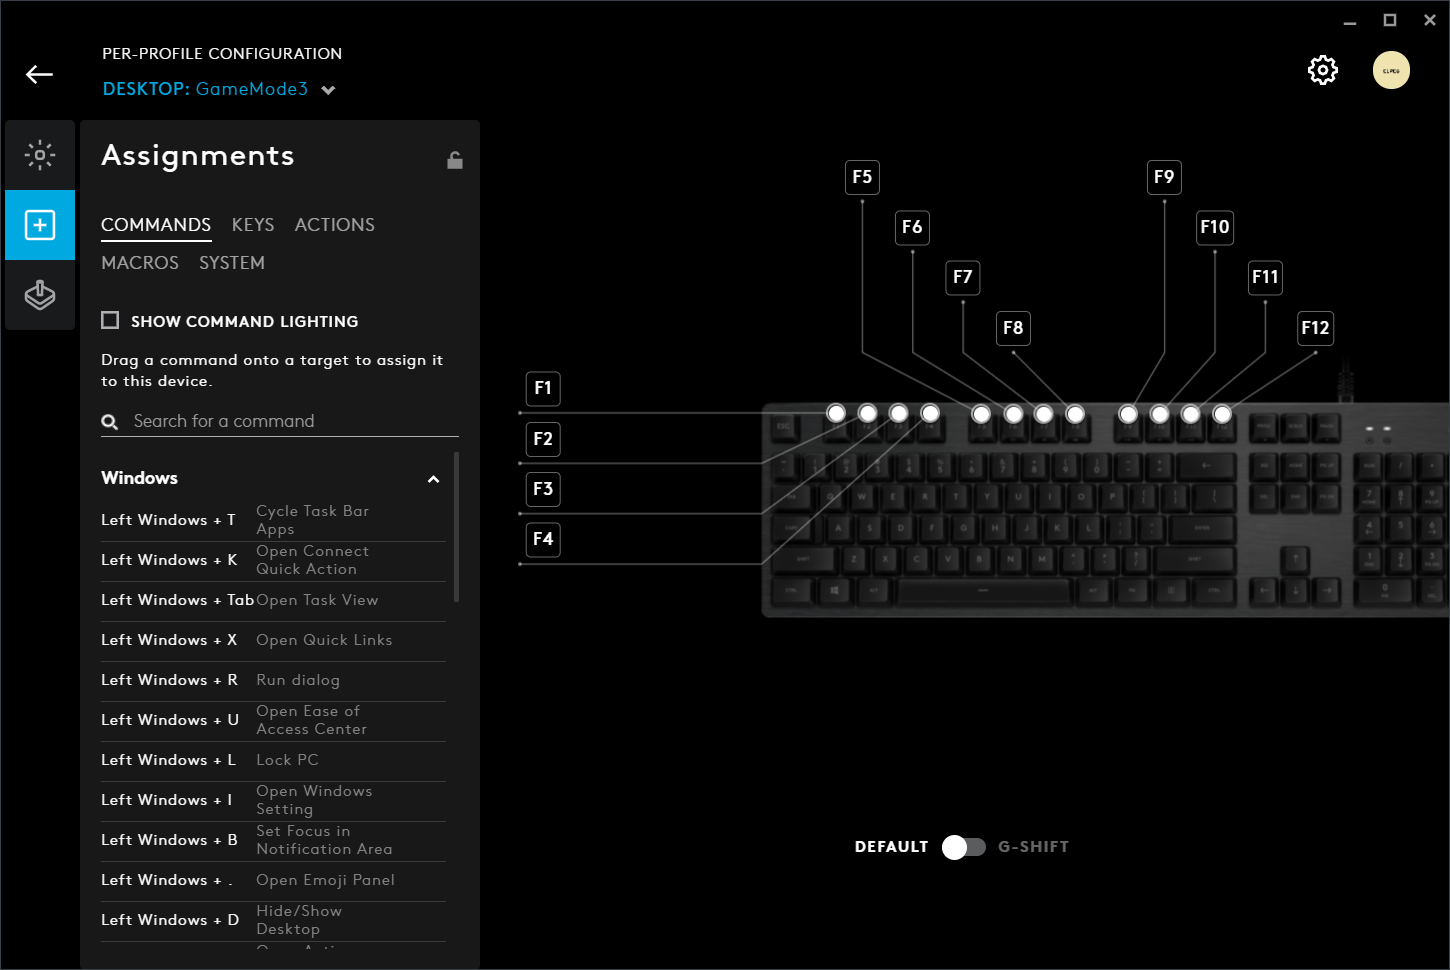 PER-PROFILE CONFIGURATION
DESKTOP: GameMode3
Assignments
COMMANDS KEYS ACTIONS
MACROS SYSTEM
SHOW COMMAND LIGHTING
Drag a command onto a target to assign it
to this device.
Search for a command
Windows
Left Windows + T Cycle Task Bar
Apps
Left Windows + K Open Connect
Quick Action
Left Windows + Tab Open Task View
Left Windows + X Open Quick Links
Left Windows + R Run dialog
Left Windows + U Open Ease of
Access Center
Left Windows + L Lock PC
Left Windows + I Open Windows
Setting
Left Windows + B Set Focus in
Notification Area
Left Windows + . Open Emoji Panel
Left Windows + D Hide/Show
Desktop
F5
F9
F6
F10
F7
F11
F8
F12
F1
F2
F3
F4
ESC
Q W E R T Y U I O P
A S D F G H J K L
Z X C V B N M
DEFAULT G-SHIFT